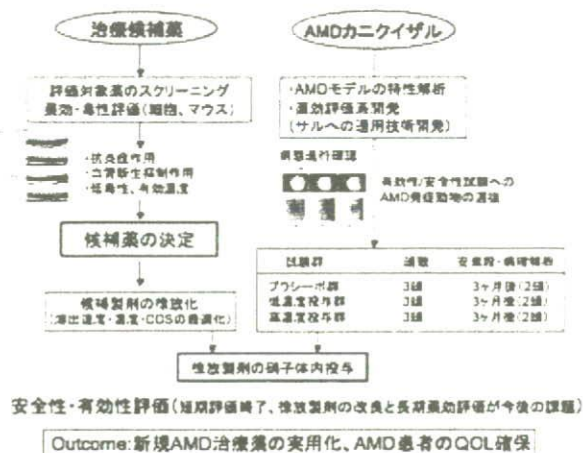 治療候補薬
評価対象薬のスクリーニング
薬効・毒性評価(細胞、マウス)
・抗炎症作用
・血管新生抑制作用
・低毒性、有効濃度
候補薬の決定
候補製剤の徐放化
(溶出速度・濃度・CDSの最適化)
AMDカニクイザル
・AMDモデルの特性解析
・薬効評価系開発
(サルへの適用技術開発)
病態進行確認
有効性/安全性試験への
AMD発症動物の選抜
試験群 頭数 安楽殺・病理解析
プラシーボ群 3頭 3ヶ月後(2頭)
低濃度投与群 3頭 3ヶ月後(2頭)
高濃度投与群 3頭 3ヶ月後(2頭)
徐放製剤の硝子体内投与
安全性・有効性評価(短期評価終了、徐放製剤の改良と長期薬効評価が今後の課題)
Outcome:新規AMD治療薬の実用化、AMD患者のQOL確保